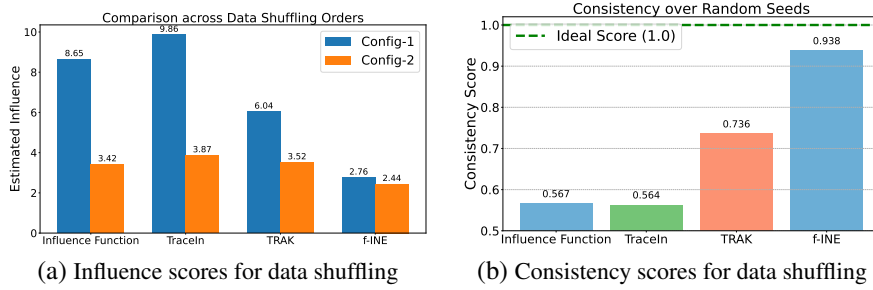 Comparison across Data Shuffling Orders
Estimated Influence
10
8
6
4
2
0
8.65
3.42
9.86
3.87
6.04
3.52
2.76
2.44
Config-1
Config-2
Influence Function
TraceIn
TRAK
f-INE
(a) Influence scores for data shuffling
Consistency over Random Seeds
Consistency Score
1.0
0.9
0.8
0.7
0.6
0.5
Ideal Score (1.0)
0.567
0.564
0.736
0.938
Influence Function
TraceIn
TRAK
f-INE
(b) Consistency scores for data shuffling